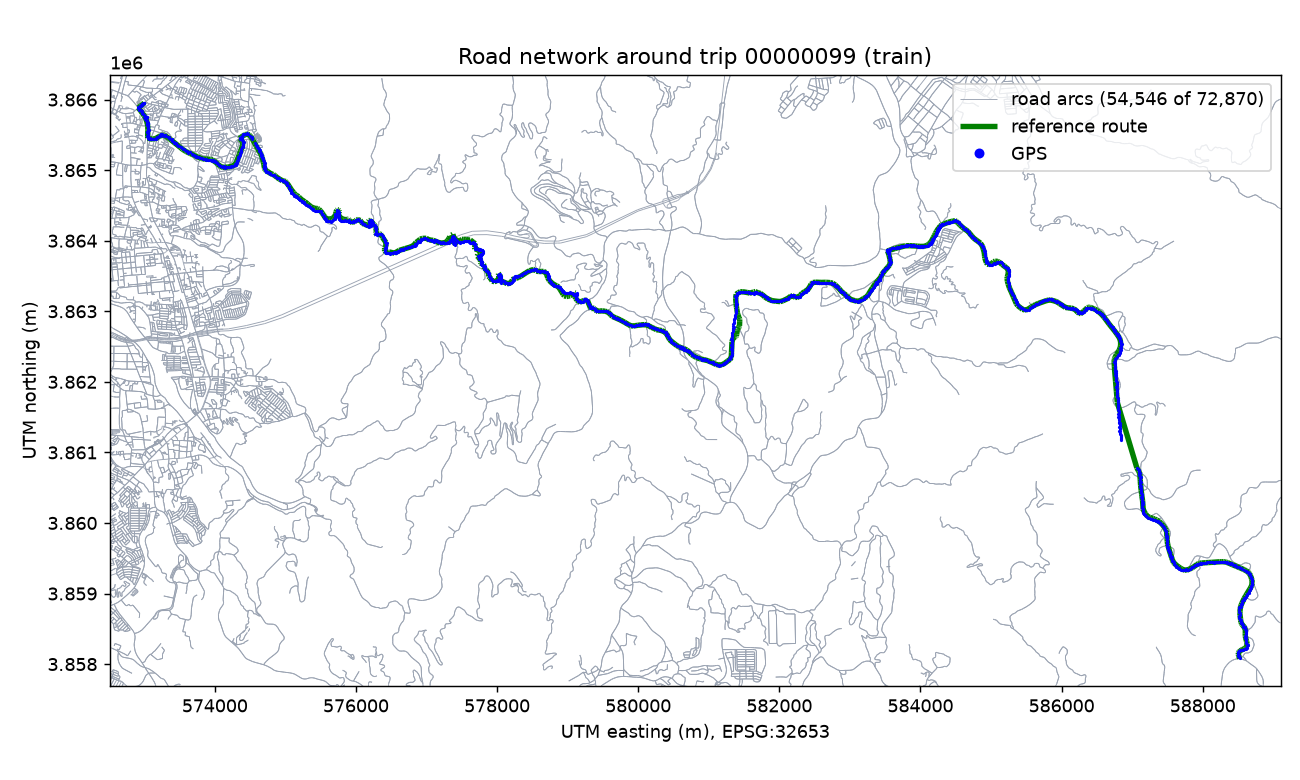 Road network around trip 00000099 (train)
1e6
road arcs (54,546 of 72,870)
reference route
GPS
3.866
3.865
3.864
3.863
3.862
3.861
3.860
3.859
3.858
UTM northing (m)
574000 576000 578000 580000 582000 584000 586000 588000
UTM easting (m), EPSG:32653